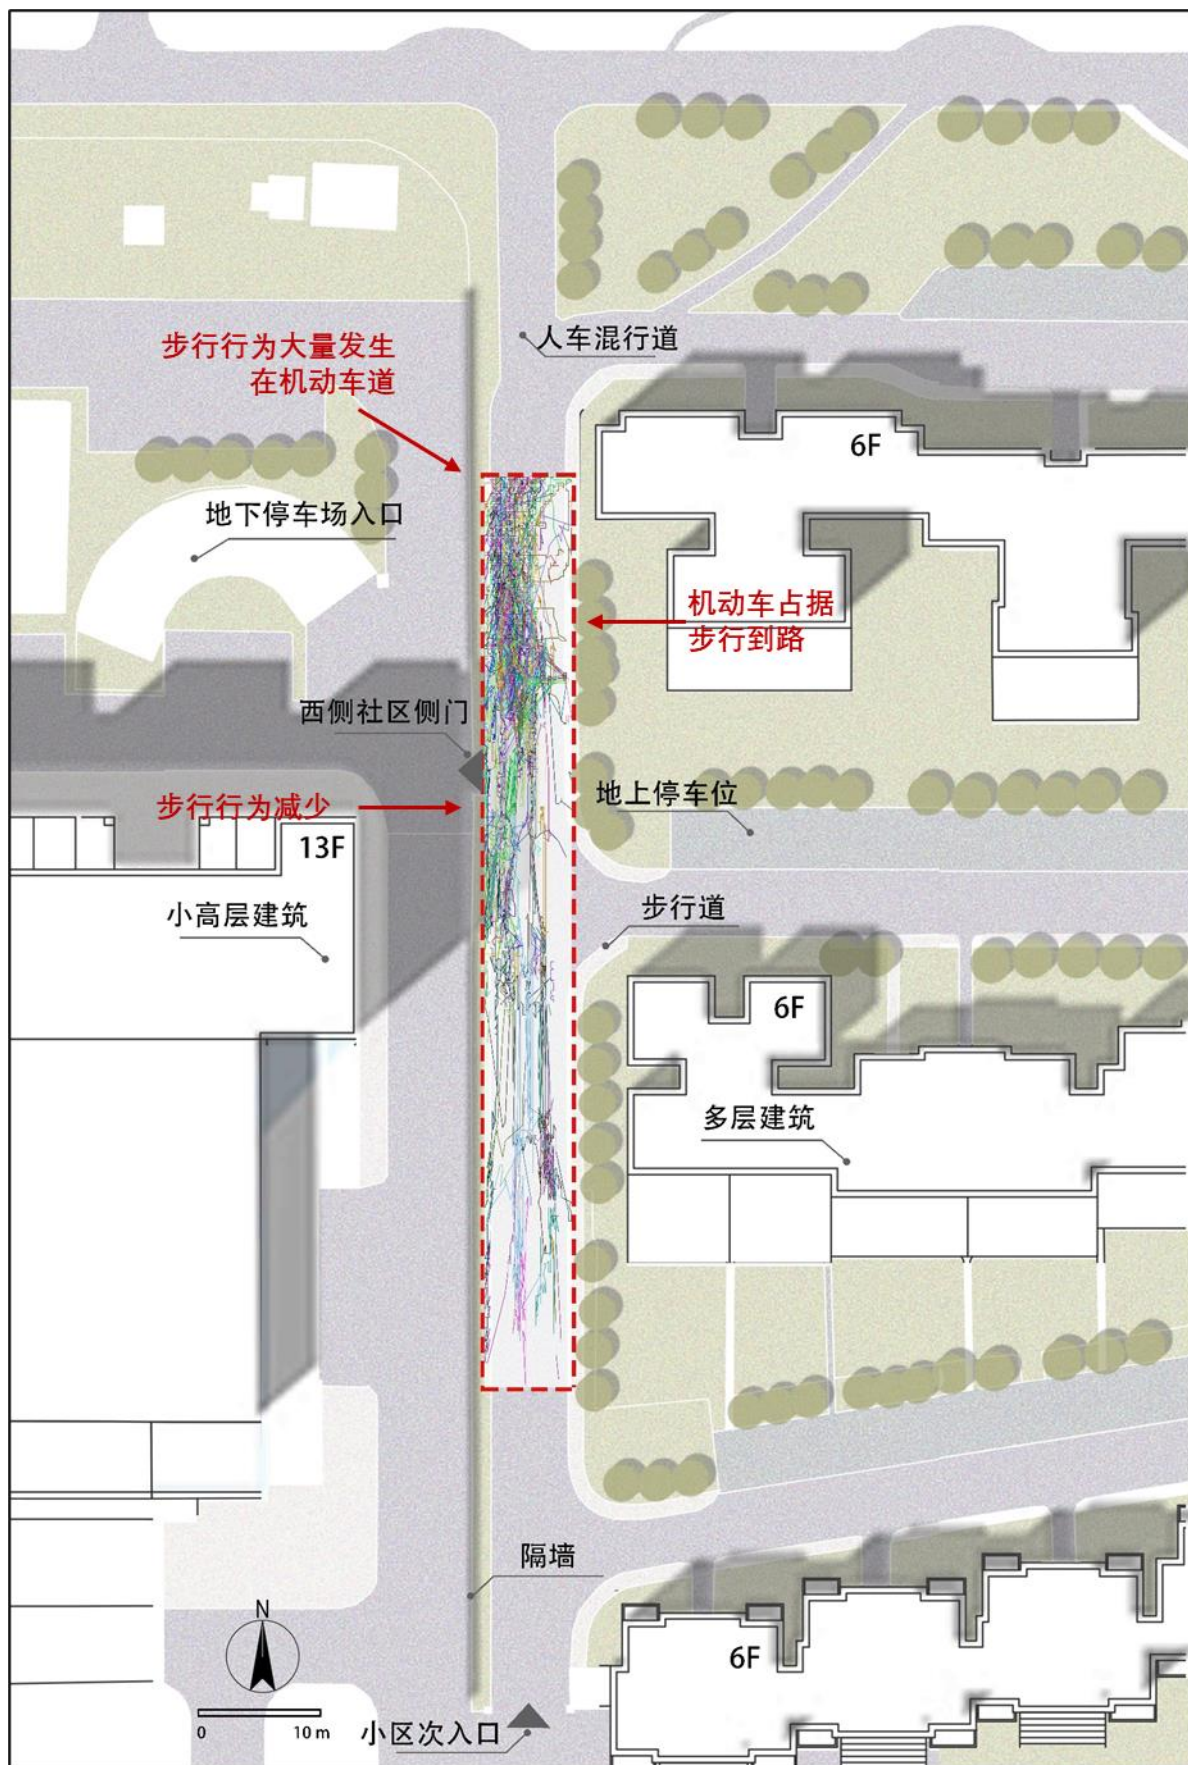 人车混行道
步行行为大量发生
在机动车道
6F
地下停车场入口
机动车占据
步行到路
西侧社区侧门
地上停车位
步行行为减少
13F
小高层建筑
步行道
6F
多层建筑
隔墙
N
6F
0 10 m
小区次入口